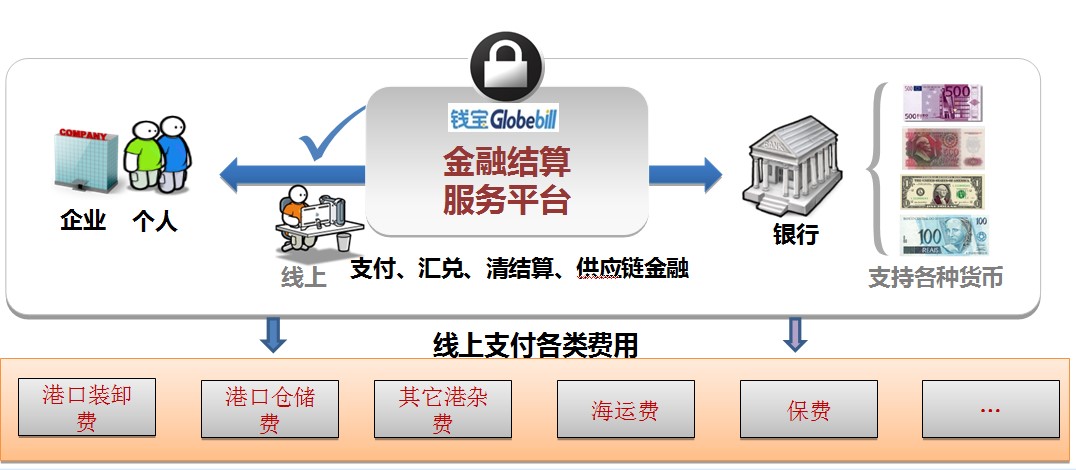 钱宝Globebill
COMPANY
金融结算
服务平台
企业 个人
银行
线上
支付、汇兑、清结算、供应链金融
500
500
100
100
REAIS
支持各种货币
线上支付各类费用
港口装卸
费
港口仓储
费
其它港杂
费
海运费
保费
...